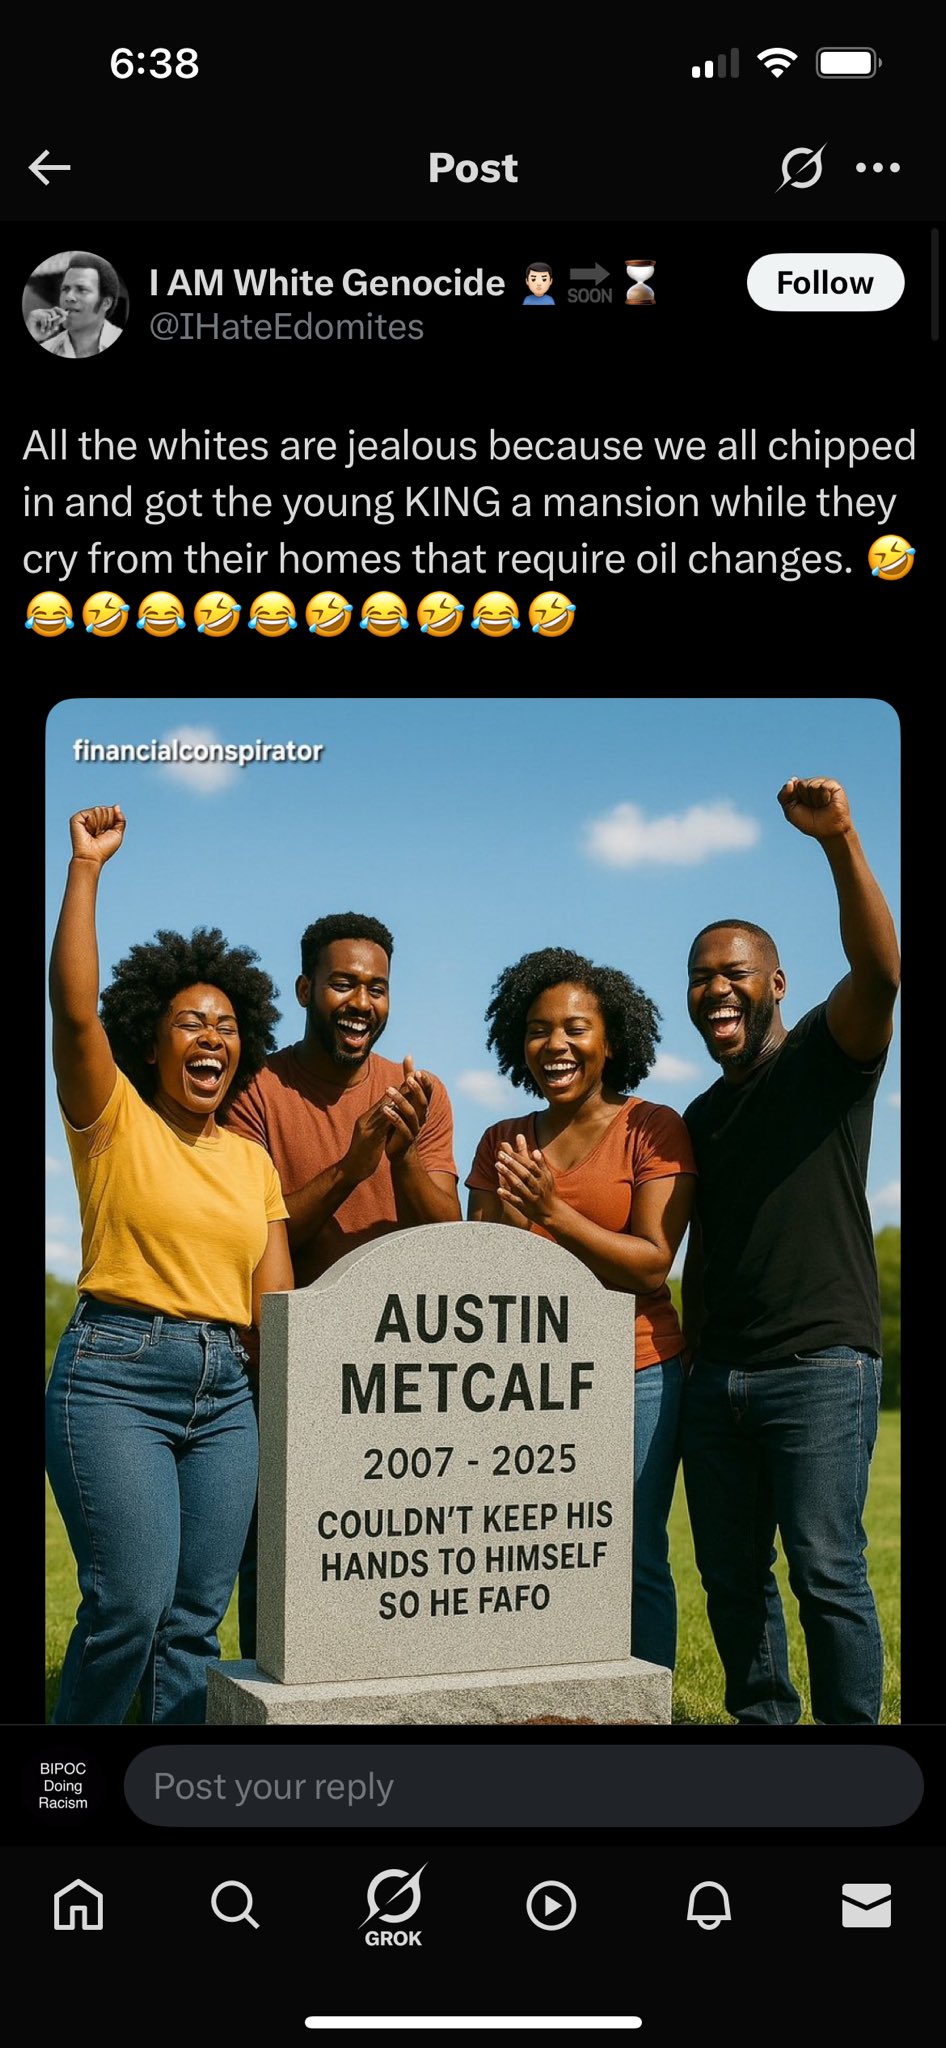 6:38
Post
I AM White Genocide 🙎🏻‍♂️🔜⏳
Follow
@IHateEdomites
All the whites are jealous because we all chipped
in and got the young KING a mansion while they
cry from their homes that require oil changes. 🤣
😂🤣😂🤣😂🤣😂🤣😂🤣
financialconspirator
AUSTIN
METCALF
2007 - 2025
COULDN'T KEEP HIS
HANDS TO HIMSELF
SO HE FAFO
BIPOC
Doing
Racism
Post your reply
GROK